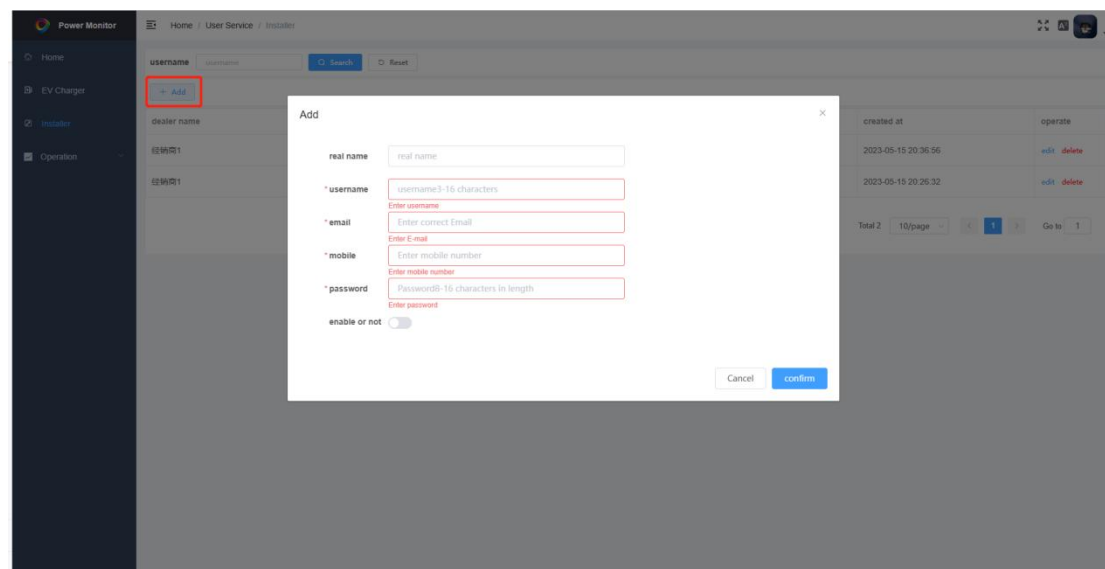 Power Monitor
Home / User Service / Installer
Home
username username Search Reset
EV Charger
+ Add
Add
dealer name
created at
operate
Installer
real name real name
经销商1
2023-05-15 20:36:56
edit delete
Operation
* username username3-16 characters
Enter username
经销商1
2023-05-15 20:25:32
edit delete
* email Enter correct Email
Enter E-mail
Total 2 10/page < 1 > Go to 1
* mobile Enter mobile number
Enter mobile number
* password Password8-16 characters in length
Enter password
enable or not
Cancel confirm